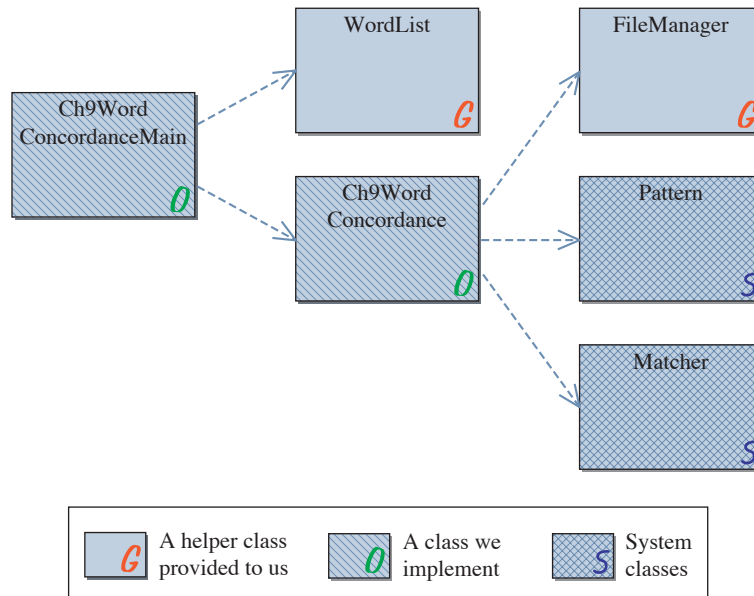 WordList
G
FileManager
G
Ch9Word
ConcordanceMain
O
Ch9Word
Concordance
O
Pattern
S
Matcher
S
G
A helper class
provided to us
O
A class we
implement
S
System
classes